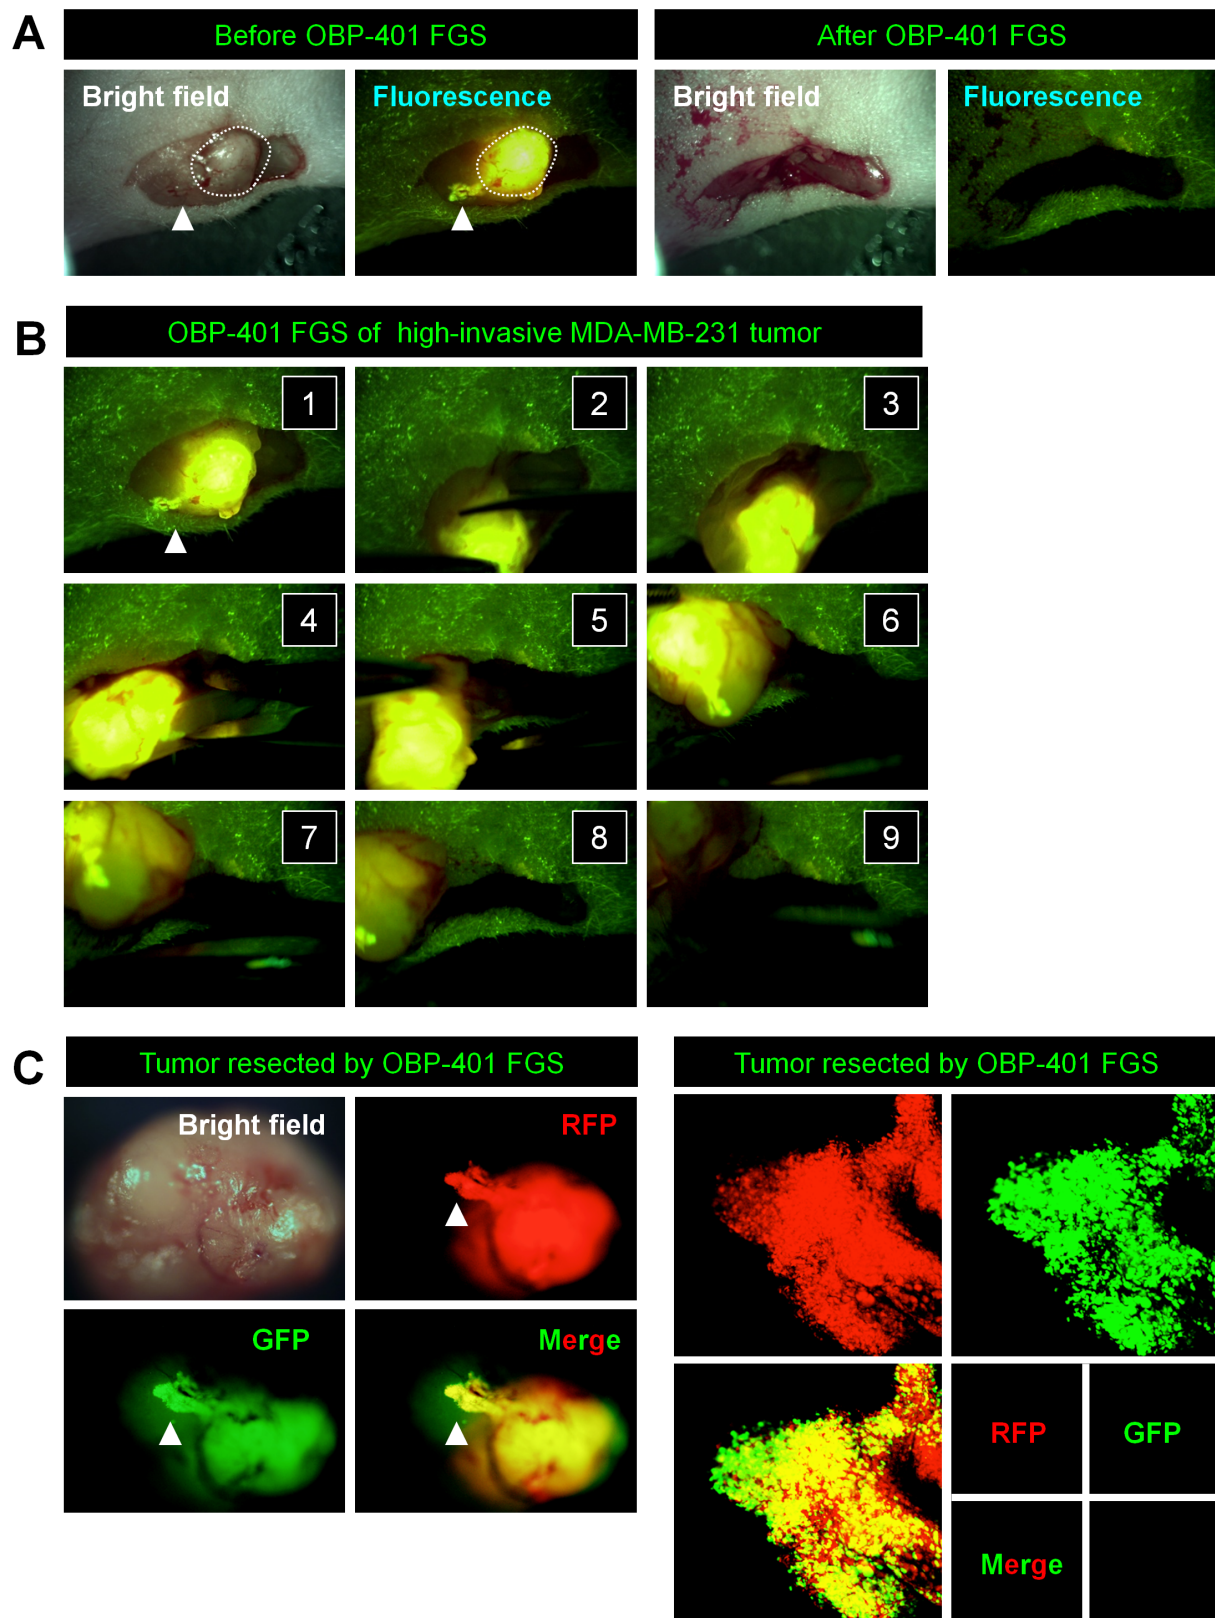 A
Before OBP-401 FGS
After OBP-401 FGS
Bright field
Fluorescence
Bright field
Fluorescence
B
OBP-401 FGS of high-invasive MDA-MB-231 tumor
1
2
3
4
5
6
7
8
9
C
Tumor resected by OBP-401 FGS
Tumor resected by OBP-401 FGS
Bright field
RFP
GFP
Merge
RFP
GFP
Merge